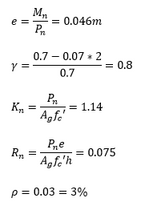 e = M_n / P_n = 0.046m
γ = (0.7 − 0.07 * 2) / 0.7 = 0.8
K_n = P_n / (A_g f_c′) = 1.14
R_n = P_n e / (A_g f_c′ h) = 0.075
ρ = 0.03 = 3%